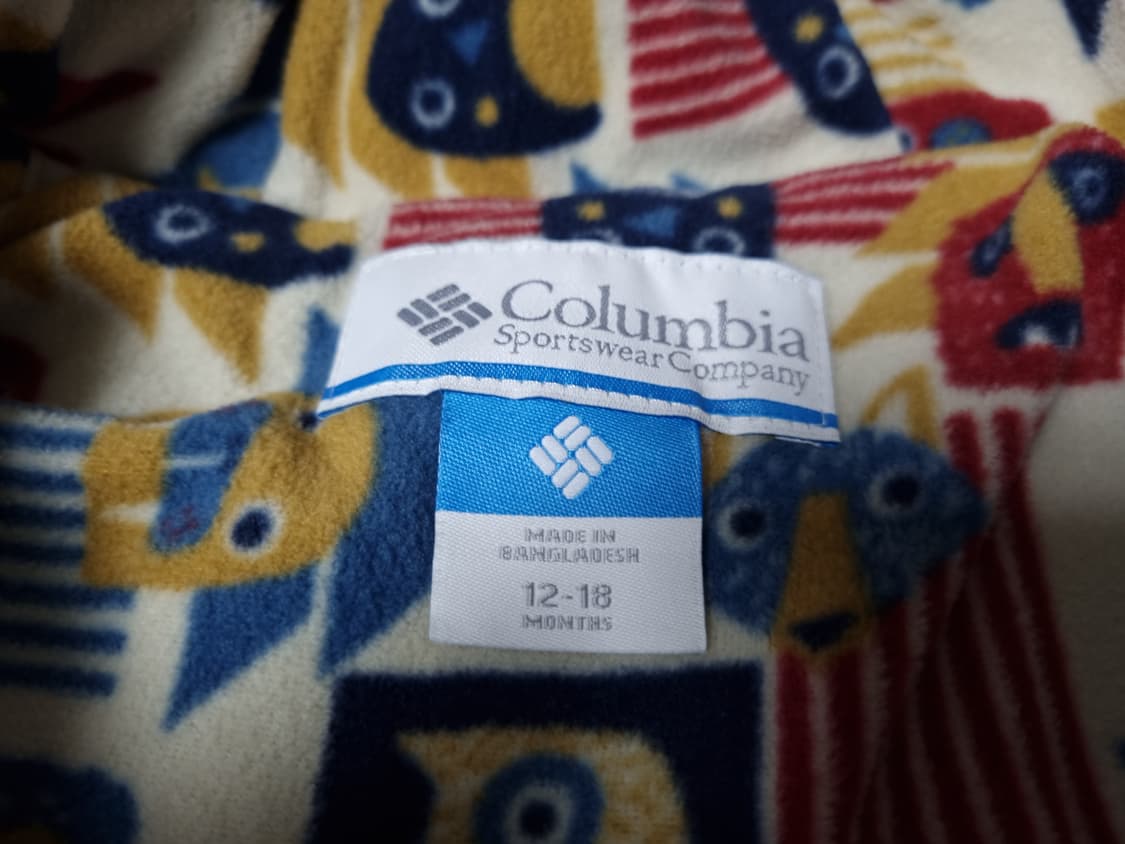 Columbia
Sportswear Company
MADE IN
BANGLADESH
12-18
MONTHS